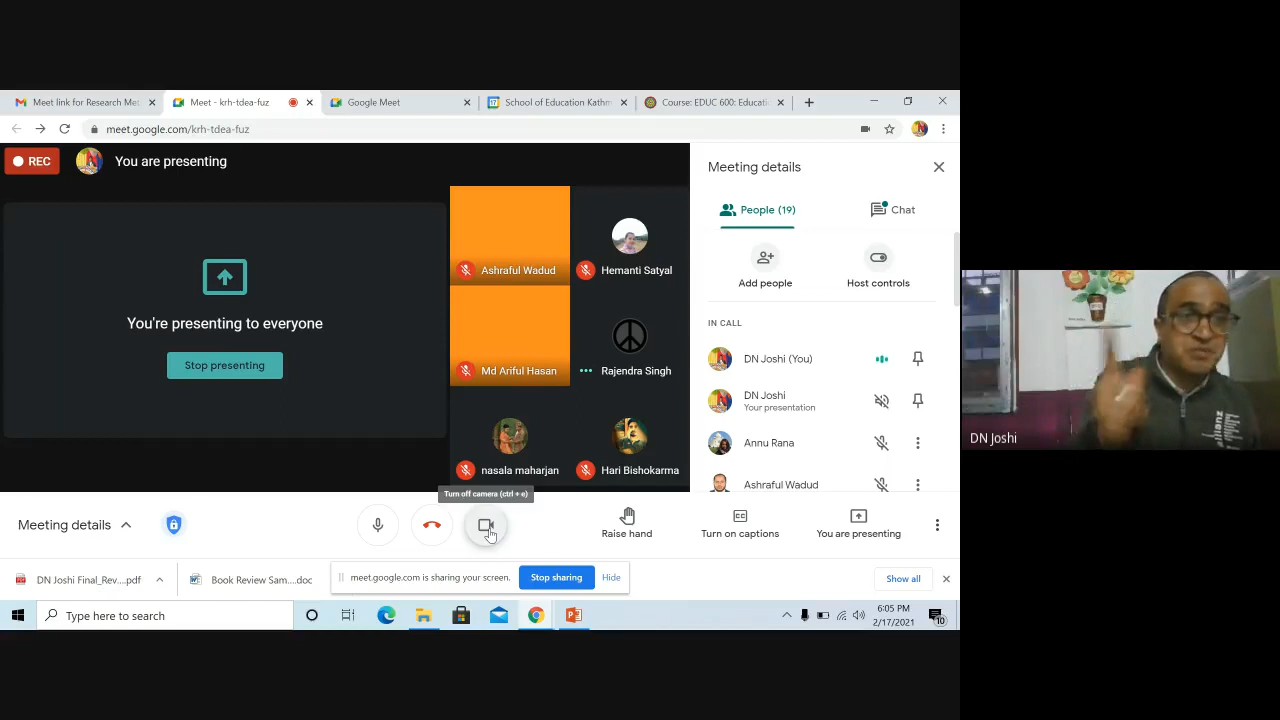 Meet link for Research Met
Meet - krh-tdea-fuz
Google Meet
17
School of Education Kathm
Course: EDUC 600: Educati
meet.google.com/krh-tdea-fuz
REC
You are presenting
Meeting details
People (19)
Chat
You're presenting to everyone
Stop presenting
Ashraful Wadud
Hemanti Satyal
Md Ariful Hasan
Rajendra Singh
nasala maharjan
Hari Bishokarma
Add people
Host controls
IN CALL
DN Joshi (You)
DN Joshi
Your presentation
Annu Rana
Ashraful Wadud
DN Joshi
Turn off camera (ctrl + e)
Meeting details
Raise hand
Turn on captions
You are presenting
DN Joshi Final_Rev....pdf
Book Review Sam....doc
meet.google.com is sharing your screen.
Stop sharing
Hide
Show all
Type here to search
6:05 PM
2/17/2021
10